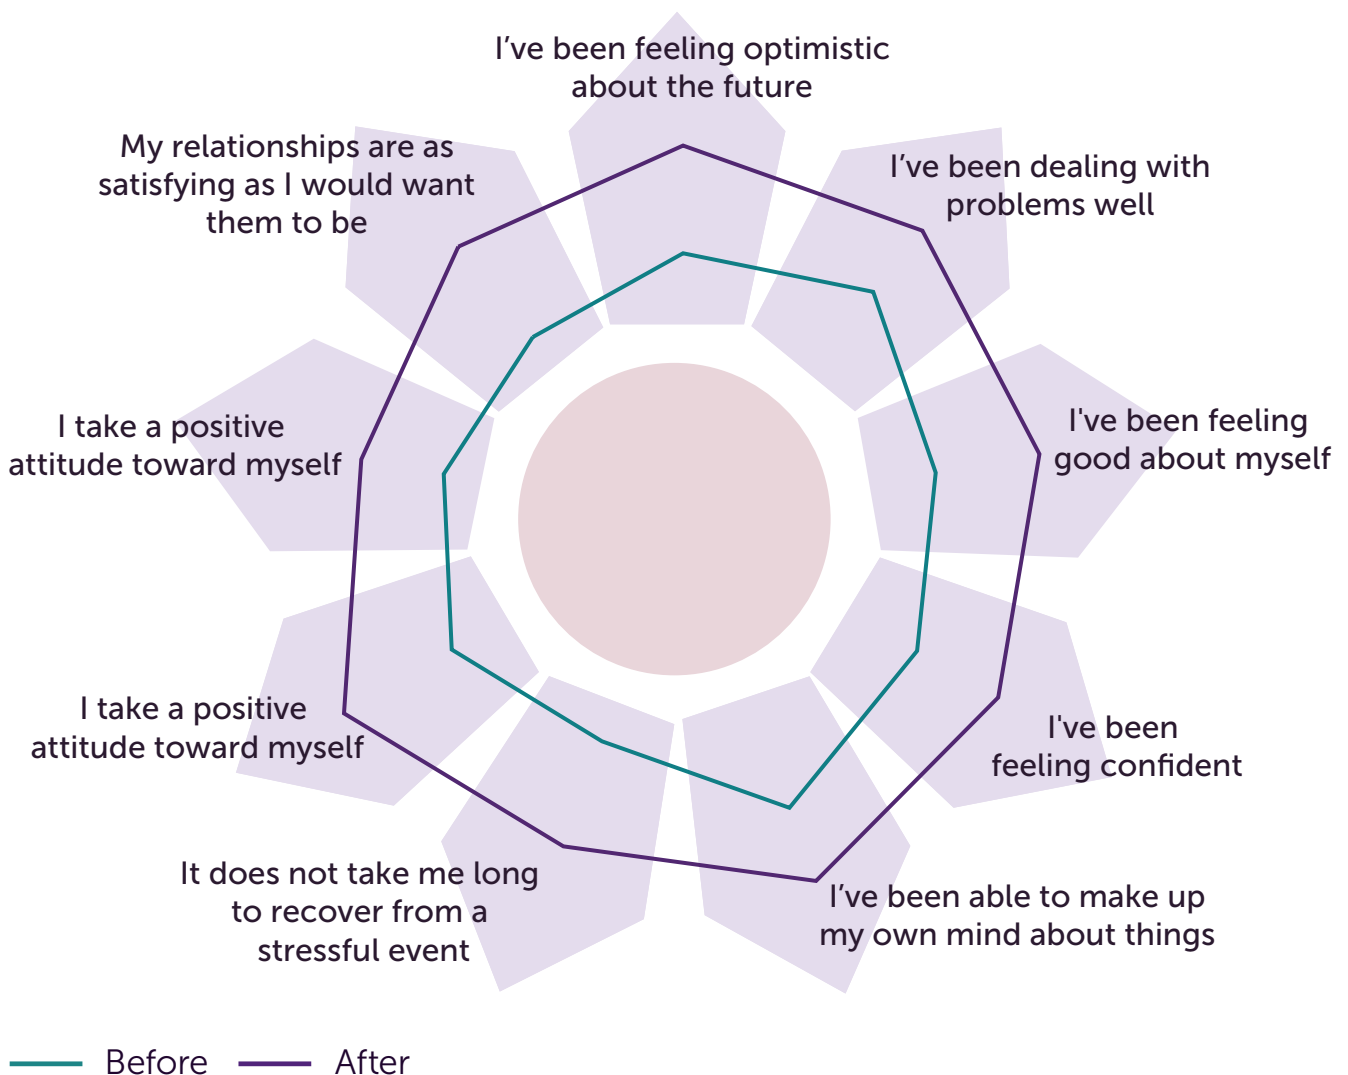 I’ve been feeling optimistic
about the future
My relationships are as
satisfying as I would want
them to be
I’ve been dealing with
problems well
I take a positive
attitude toward myself
I've been feeling
good about myself
I take a positive
attitude toward myself
I've been
feeling confident
It does not take me long
to recover from a
stressful event
I’ve been able to make up
my own mind about things
Before
After